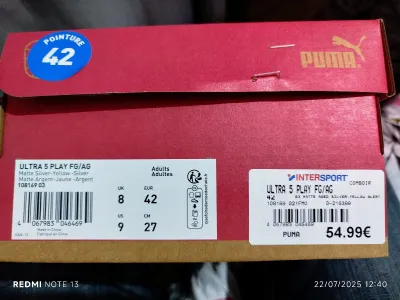 POINTURE
42
PUMA
ULTRA 5 PLAY FG/AG
Matte Silver-Yellow-Silver
Matte Argent-Jaune-Argent
108169 03
Adults
Adultes
UK
EUR
8
42
US
CM
9
27
4 067983 046469
INTERSPORT
ULTRA 5 PLAY FG/AG
42
PUMA
54.99€
REDMI NOTE 13
22/07/2025 12:40